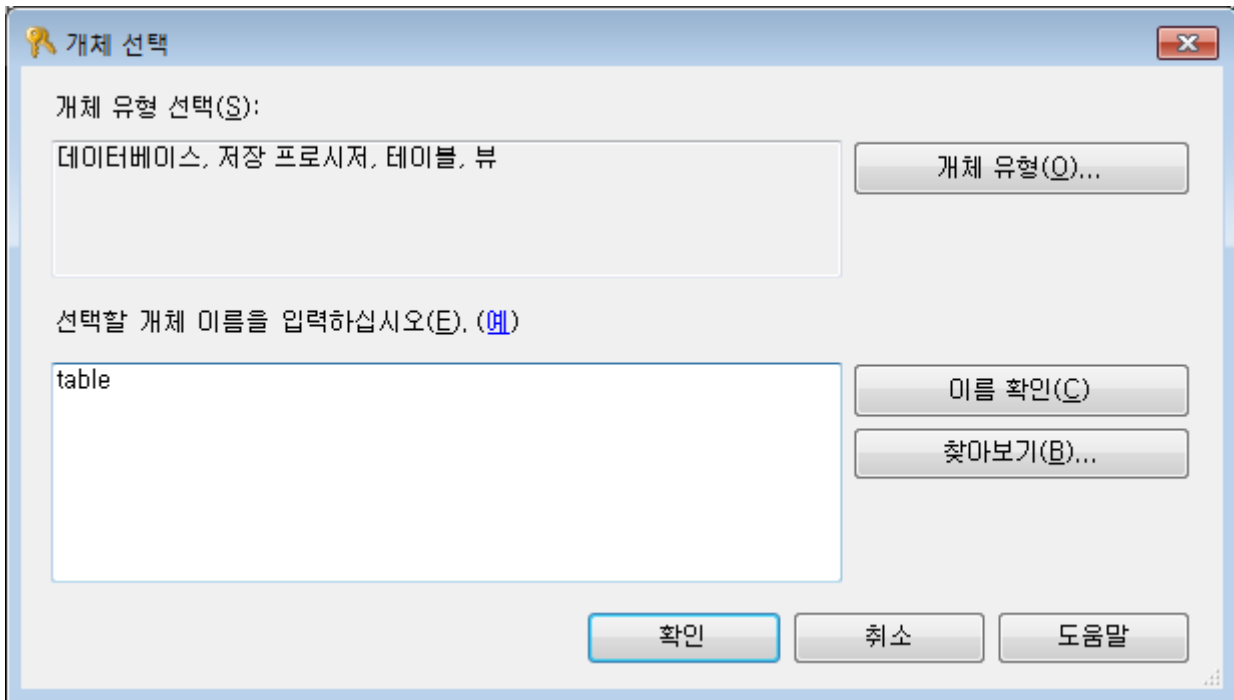 개체 선택
개체 유형 선택(S):
데이터베이스, 저장 프로시저, 테이블, 뷰
개체 유형(O)...
선택할 개체 이름을 입력하십시오(E). (예)
table
이름 확인(C)
찾아보기(B)...
확인
취소
도움말